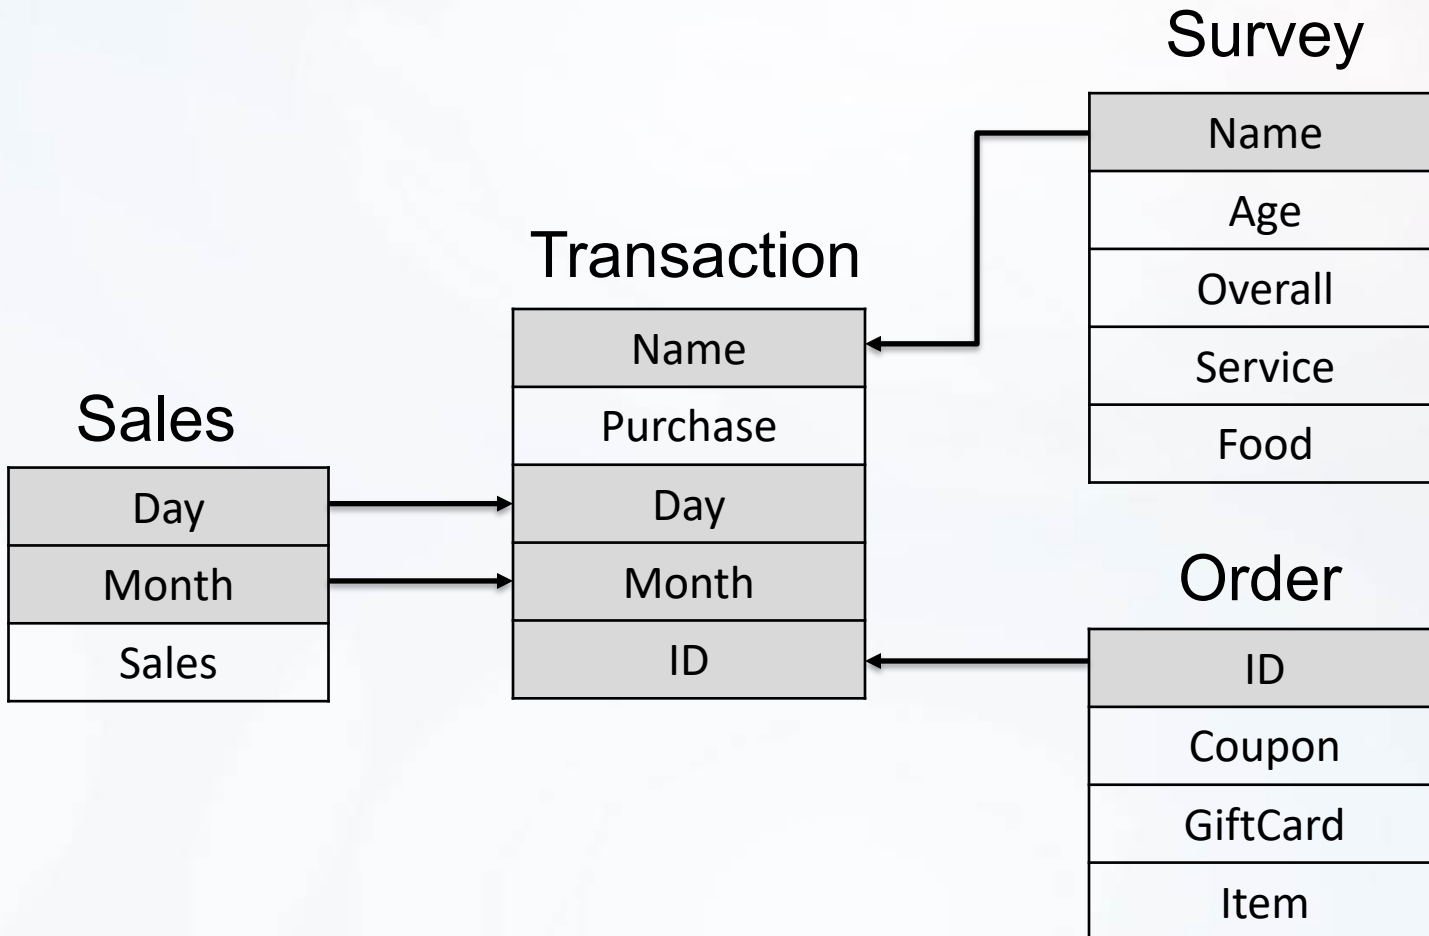 Survey
Name
Age
Overall
Service
Food
Transaction
Name
Purchase
Day
Month
ID
Sales
Day
Month
Sales
Order
ID
Coupon
GiftCard
Item